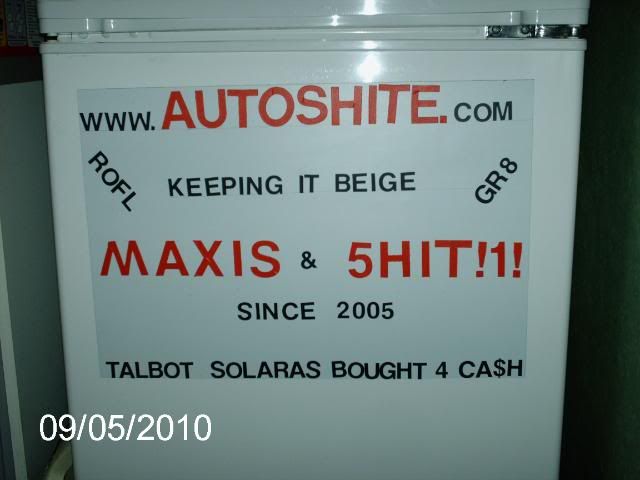 www.AUTOSHITE.COM
ROFL
KEEPING IT BEIGE
GR8
MAXIS & 5HIT!1!
SINCE 2005
TALBOT SOLARAS BOUGHT 4 CA$H
09/05/2010